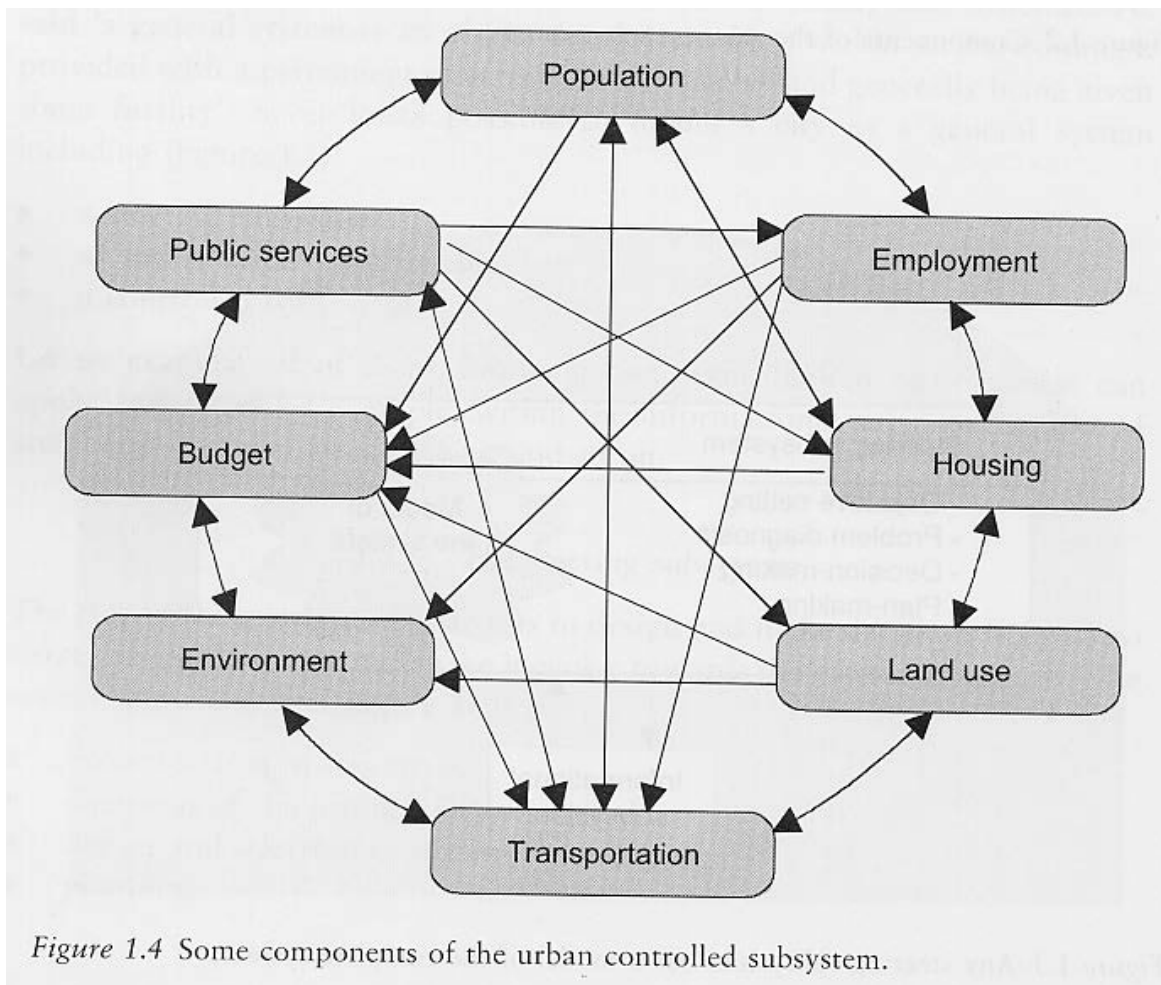 Population
Public services
Employment
Budget
Housing
Environment
Land use
Transportation
Figure 1.4 Some components of the urban controlled subsystem.